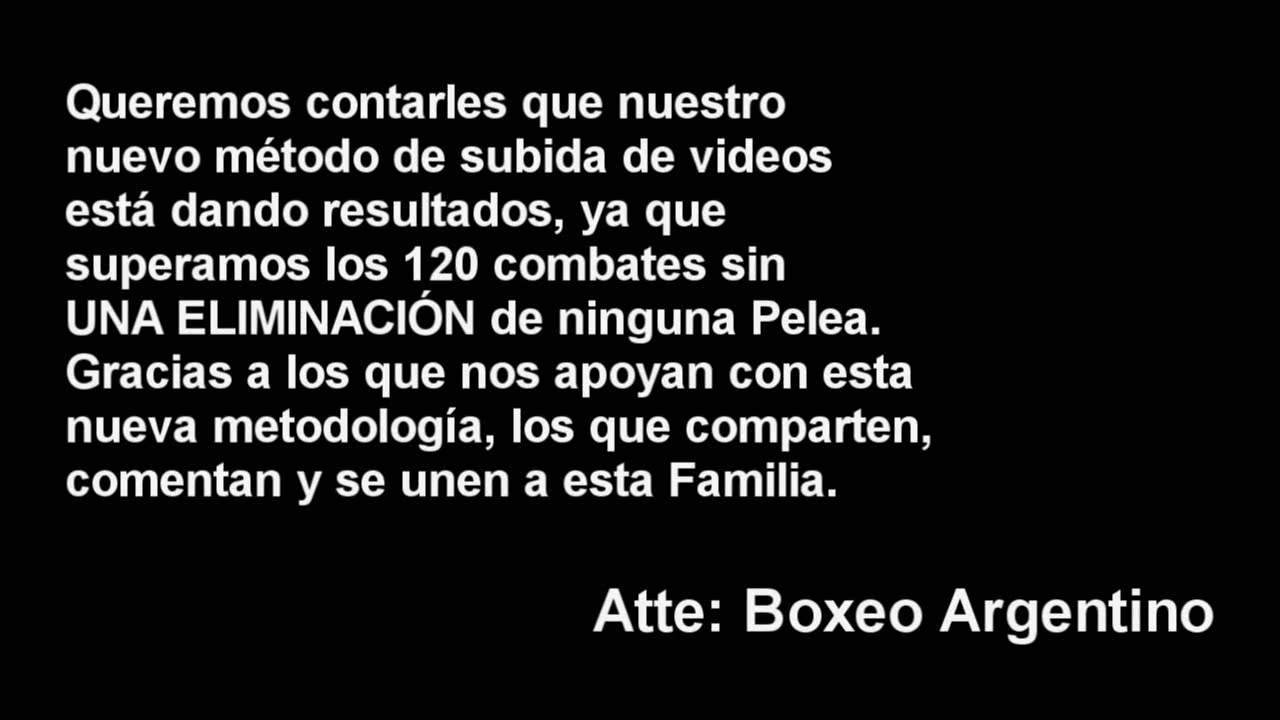 Queremos contarles que nuestro
nuevo método de subida de videos
está dando resultados, ya que
superamos los 120 combates sin
UNA ELIMINACIÓN de ninguna Pelea.
Gracias a los que nos apoyan con esta
nueva metodología, los que comparten,
comentan y se unen a esta Familia.
Atte: Boxeo Argentino